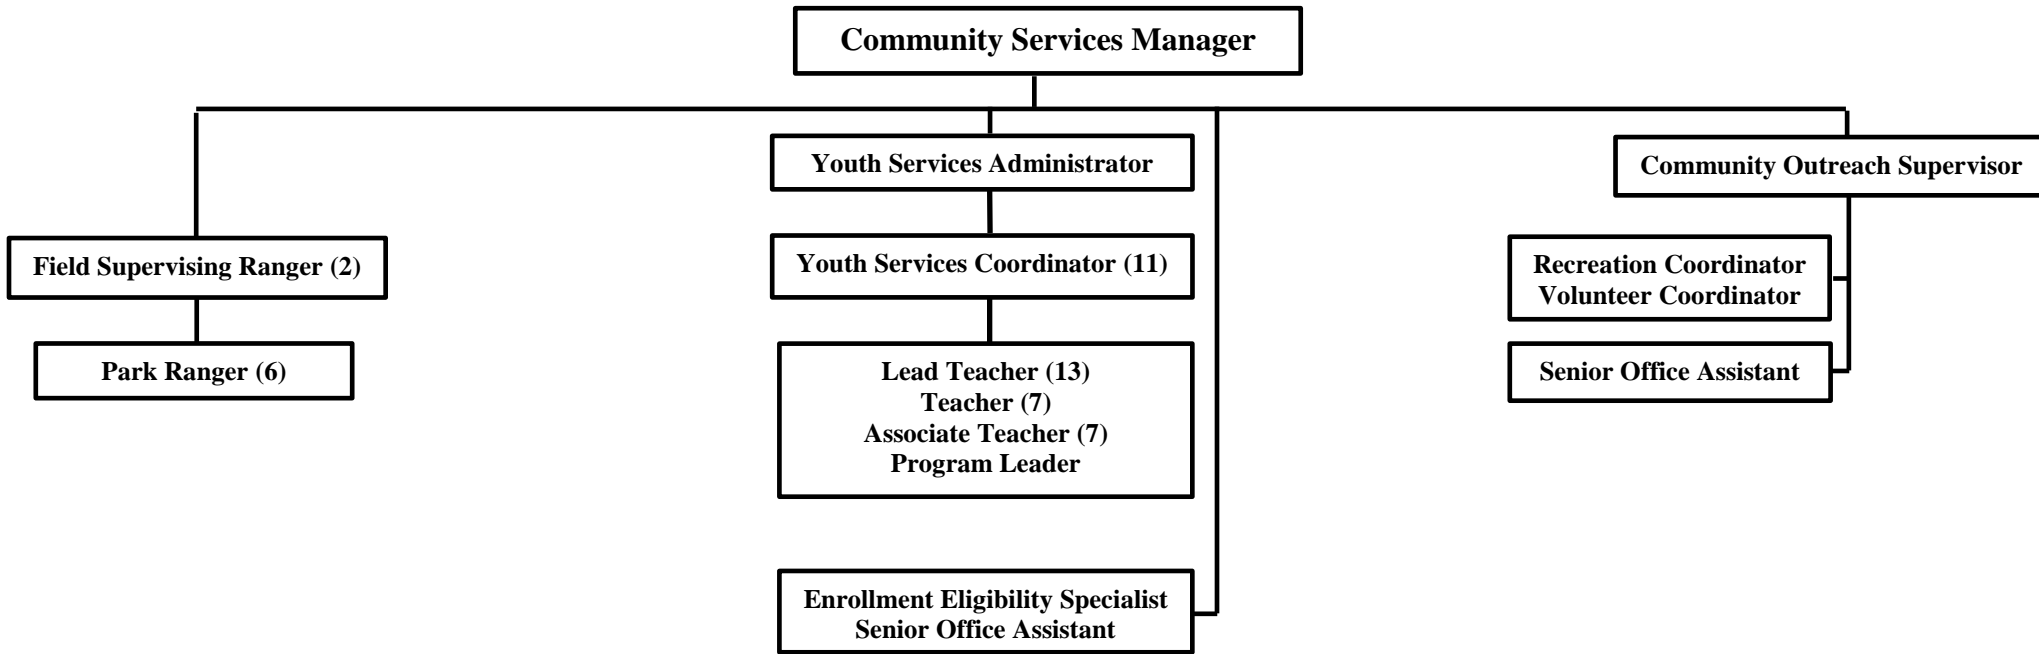 Community Services Manager
Youth Services Administrator
Community Outreach Supervisor
Field Supervising Ranger (2)
Youth Services Coordinator (11)
Recreation Coordinator
Volunteer Coordinator
Park Ranger (6)
Lead Teacher (13)
Teacher (7)
Associate Teacher (7)
Program Leader
Senior Office Assistant
Enrollment Eligibility Specialist
Senior Office Assistant